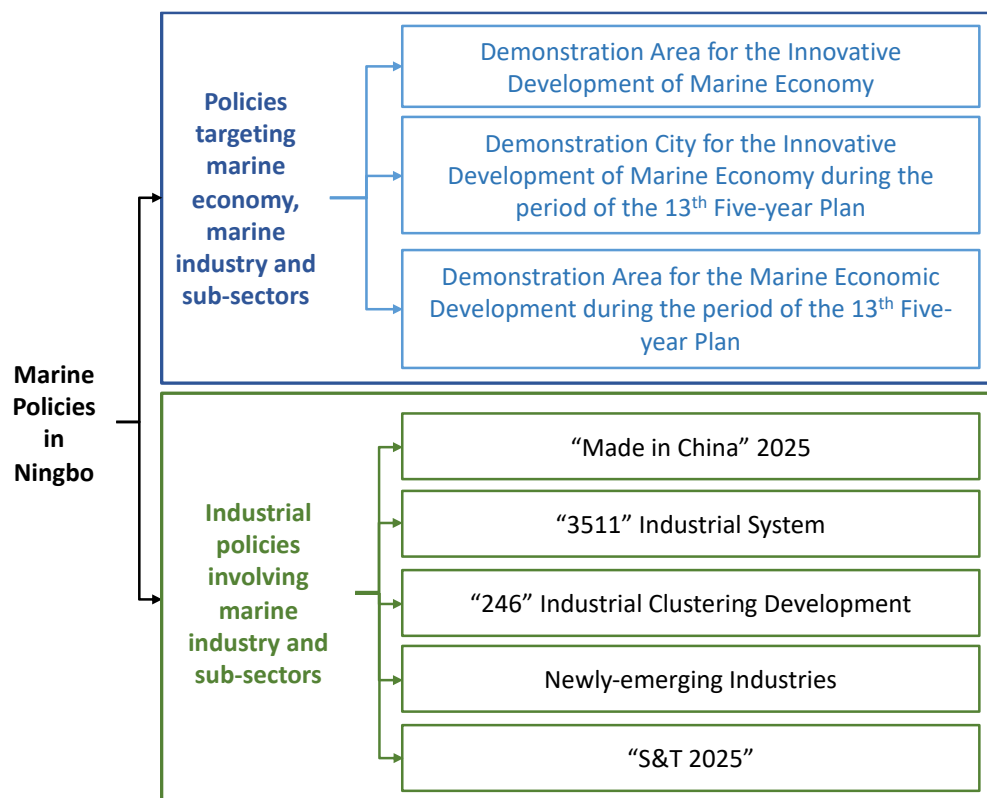 Marine
Policies
in
Ningbo
Policies
targeting
marine
economy,
marine
industry and
sub-sectors
Demonstration Area for the Innovative
Development of Marine Economy
Demonstration City for the Innovative
Development of Marine Economy during the
period of the 13th Five-year Plan
Demonstration Area for the Marine Economic
Development during the period of the 13th Five-
year Plan
Industrial
policies
involving
marine
industry and
sub-sectors
“Made in China” 2025
“3511” Industrial System
“246” Industrial Clustering Development
Newly-emerging Industries
“S&T 2025”